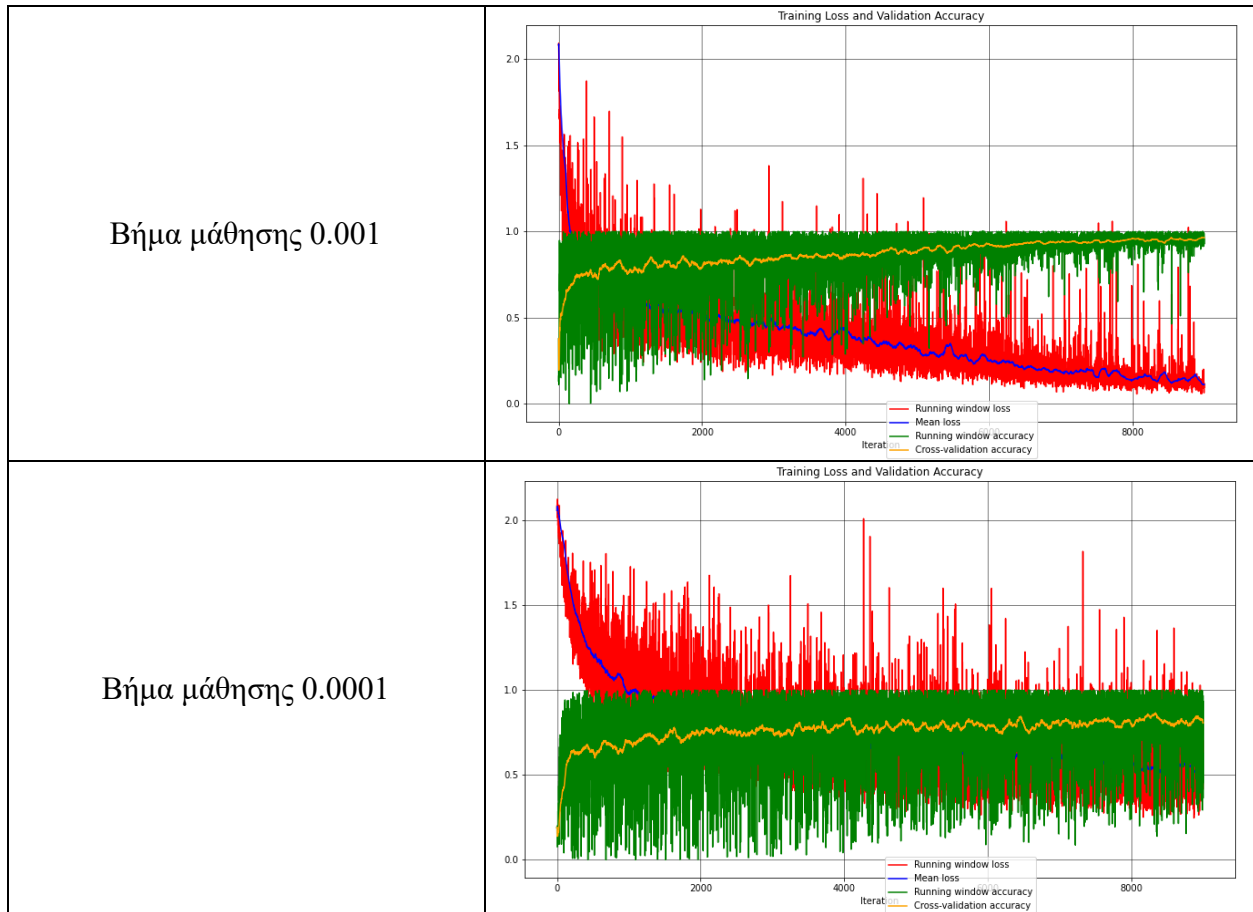 Training Loss and Validation Accuracy
2.0
1.5
1.0
0.5
0.0
0
2000
4000
6000
8000
Iteration
Running window loss
Mean loss
Running window accuracy
Cross-validation accuracy
Βήμα μάθησης 0.001
Training Loss and Validation Accuracy
2.0
1.5
1.0
0.5
0.0
0
2000
4000
6000
8000
Iteration
Running window loss
Mean loss
Running window accuracy
Cross-validation accuracy
Βήμα μάθησης 0.0001